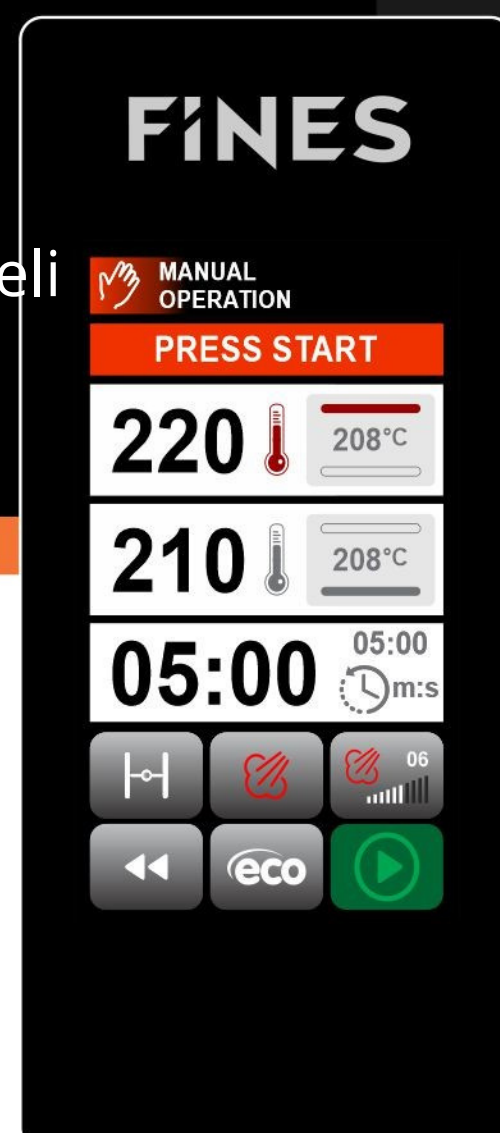 FINES
eli
MANUAL
OPERATION
PRESS START
220
208°C
210
208°C
05:00
05:00
m:s
06
eco